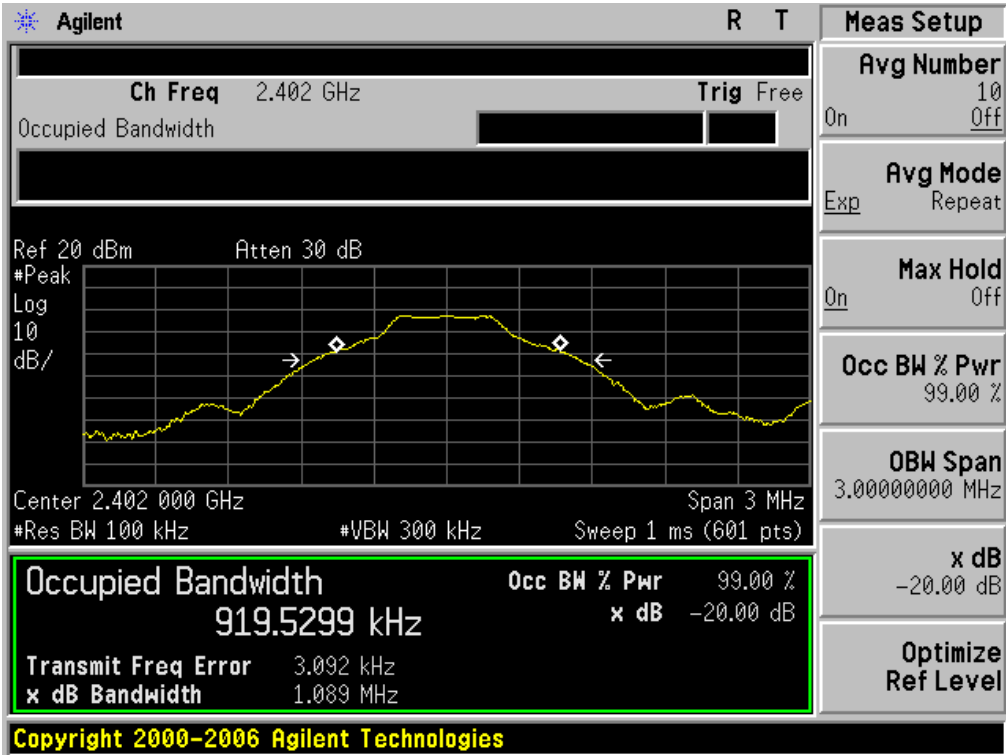 Agilent R T
Ch Freq 2.402 GHz Trig Free
Occupied Bandwidth
Ref 20 dBm Atten 30 dB
#Peak
Log
10
dB/
Center 2.402 000 GHz Span 3 MHz
#Res BW 100 kHz #VBW 300 kHz Sweep 1 ms (601 pts)
Occupied Bandwidth
919.5299 kHz
Occ BW % Pwr 99.00 %
x dB -20.00 dB
Transmit Freq Error 3.092 kHz
x dB Bandwidth 1.089 MHz
Copyright 2000-2006 Agilent Technologies
Meas Setup
Avg Number
10
On Off
Avg Mode
Exp Repeat
Max Hold
On Off
Occ BW % Pwr
99.00 %
OBW Span
3.00000000 MHz
x dB
-20.00 dB
Optimize
Ref Level